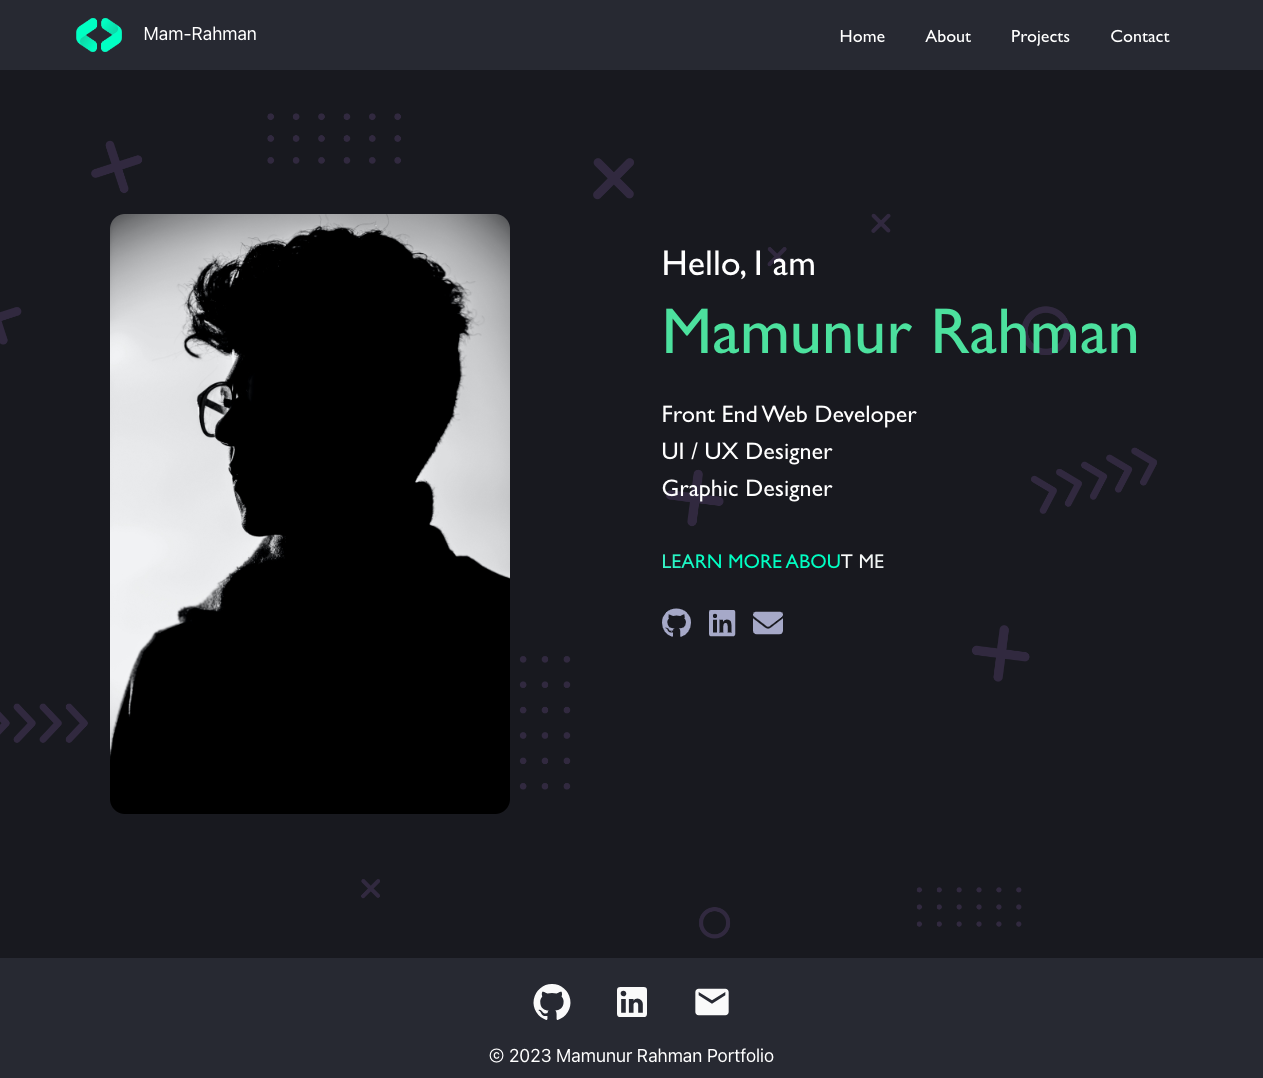 Mam-Rahman
Home
About
Projects
Contact
Hello, I am
Mamunur Rahman
Front End Web Developer
UI / UX Designer
Graphic Designer
LEARN MORE ABOUT ME
© 2023 Mamunur Rahman Portfolio